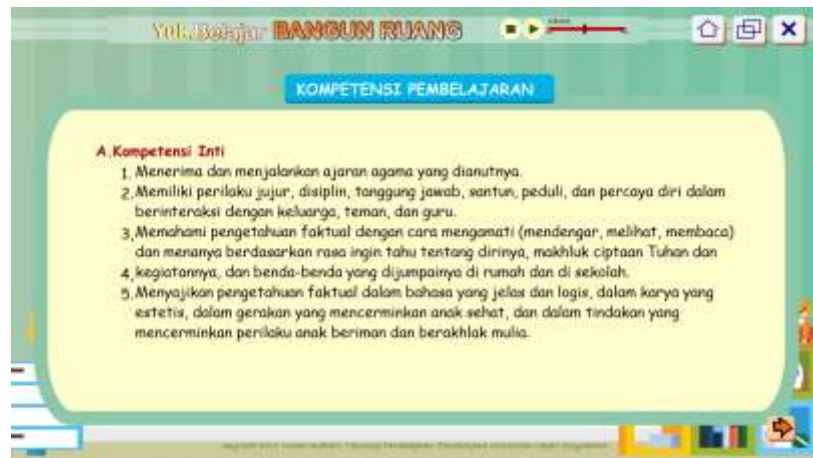 Yuk Belajar BANGUN RUANG
KOMPETENSI PEMBELAJARAN
A.Kompetensi Inti
1. Menerima dan menjalankan ajaran agama yang dianutnya.
2. Memiliki perilaku jujur, disiplin, tanggung jawab, santun, peduli, dan percaya diri dalam
berinteraksi dengan keluarga, teman, dan guru.
3. Memahami pengetahuan faktual dengan cara mengamati (mendengar, melihat, membaca)
dan menanya berdasarkan rasa ingin tahu tentang dirinya, makhluk ciptaan Tuhan dan
4. kegiatannya, dan benda-benda yang dijumpainya di rumah dan di sekolah.
5. Menyajikan pengetahuan faktual dalam bahasa yang jelas dan logis, dalam karya yang
estetis, dalam gerakan yang mencerminkan anak sehat, dan dalam tindakan yang
mencerminkan perilaku anak beriman dan berakhlak mulia.